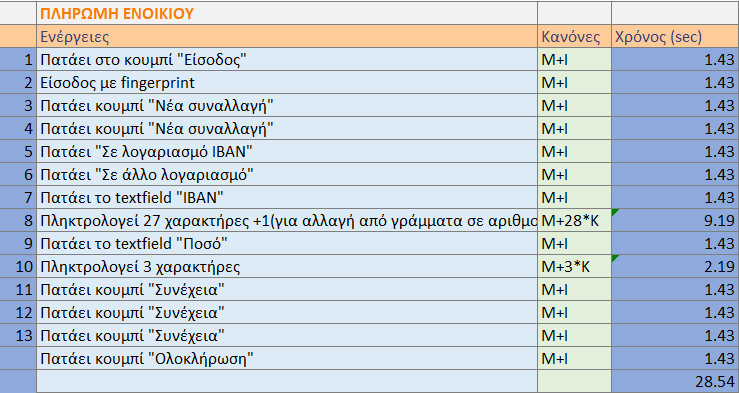 ΠΛΗΡΩΜΗ ΕΝΟΙΚΙΟΥ
Ενέργειες Κανόνες Χρόνος (sec)
1 Πατάει στο κουμπί "Είσοδος" M+I 1.43
2 Είσοδος με fingerprint M+I 1.43
3 Πατάει κουμπί "Νέα συναλλαγή" M+I 1.43
4 Πατάει κουμπί "Νέα συναλλαγή" M+I 1.43
5 Πατάει "Σε λογαριασμό IBAN" M+I 1.43
6 Πατάει "Σε άλλο λογαριασμό" M+I 1.43
7 Πατάει το textfield "IBAN" M+I 1.43
8 Πληκτρολογεί 27 χαρακτήρες +1(για αλλαγή από γράμματα σε αριθμο M+28*K 9.19
9 Πατάει το textfield "Ποσό" M+I 1.43
10 Πληκτρολογεί 3 χαρακτήρες M+3*K 2.19
11 Πατάει κουμπί "Συνέχεια" M+I 1.43
12 Πατάει κουμπί "Συνέχεια" M+I 1.43
13 Πατάει κουμπί "Συνέχεια" M+I 1.43
Πατάει κουμπί "Ολοκλήρωση" M+I 1.43
28.54